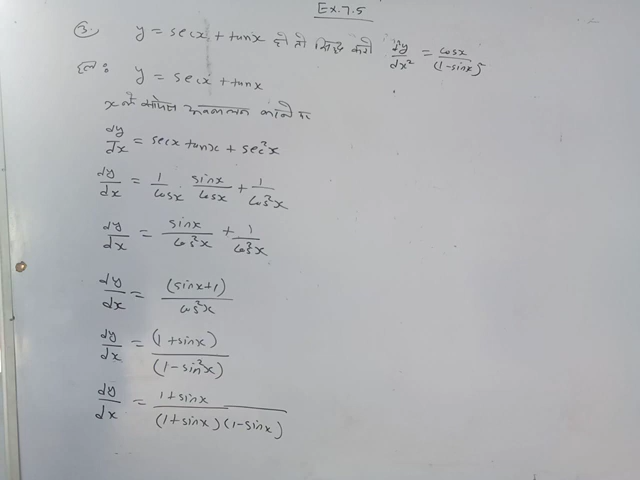 Ex.7.5
③ y = secx + tanx हो तो सिद्ध करो d²y/dx² = cosx/(1-sinx)²
हल: y = secx + tanx
x के सापेक्ष अवकलन करने पर
dy/dx = secx tanx + sec²x
dy/dx = 1/cosx . sinx/cosx + 1/cos²x
dy/dx = sinx/cos²x + 1/cos²x
dy/dx = (sinx+1)/cos²x
dy/dx = (1+sinx)/(1-sin²x)
dy/dx = 1+sinx/(1+sinx)(1-sinx)